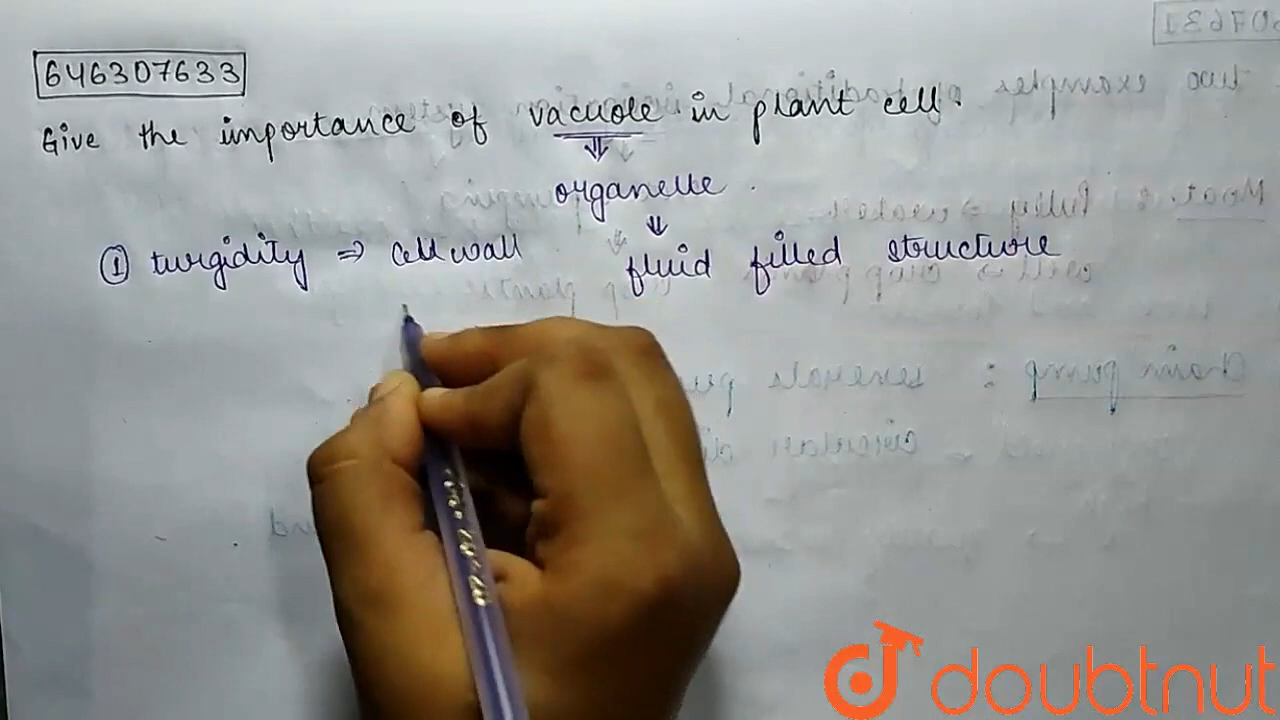 646307633
Give the importance of vacuole in plant cell.
⇓
organelle
⇓
① turgidity ⇒ cell wall
fluid filled structure
doubtnut